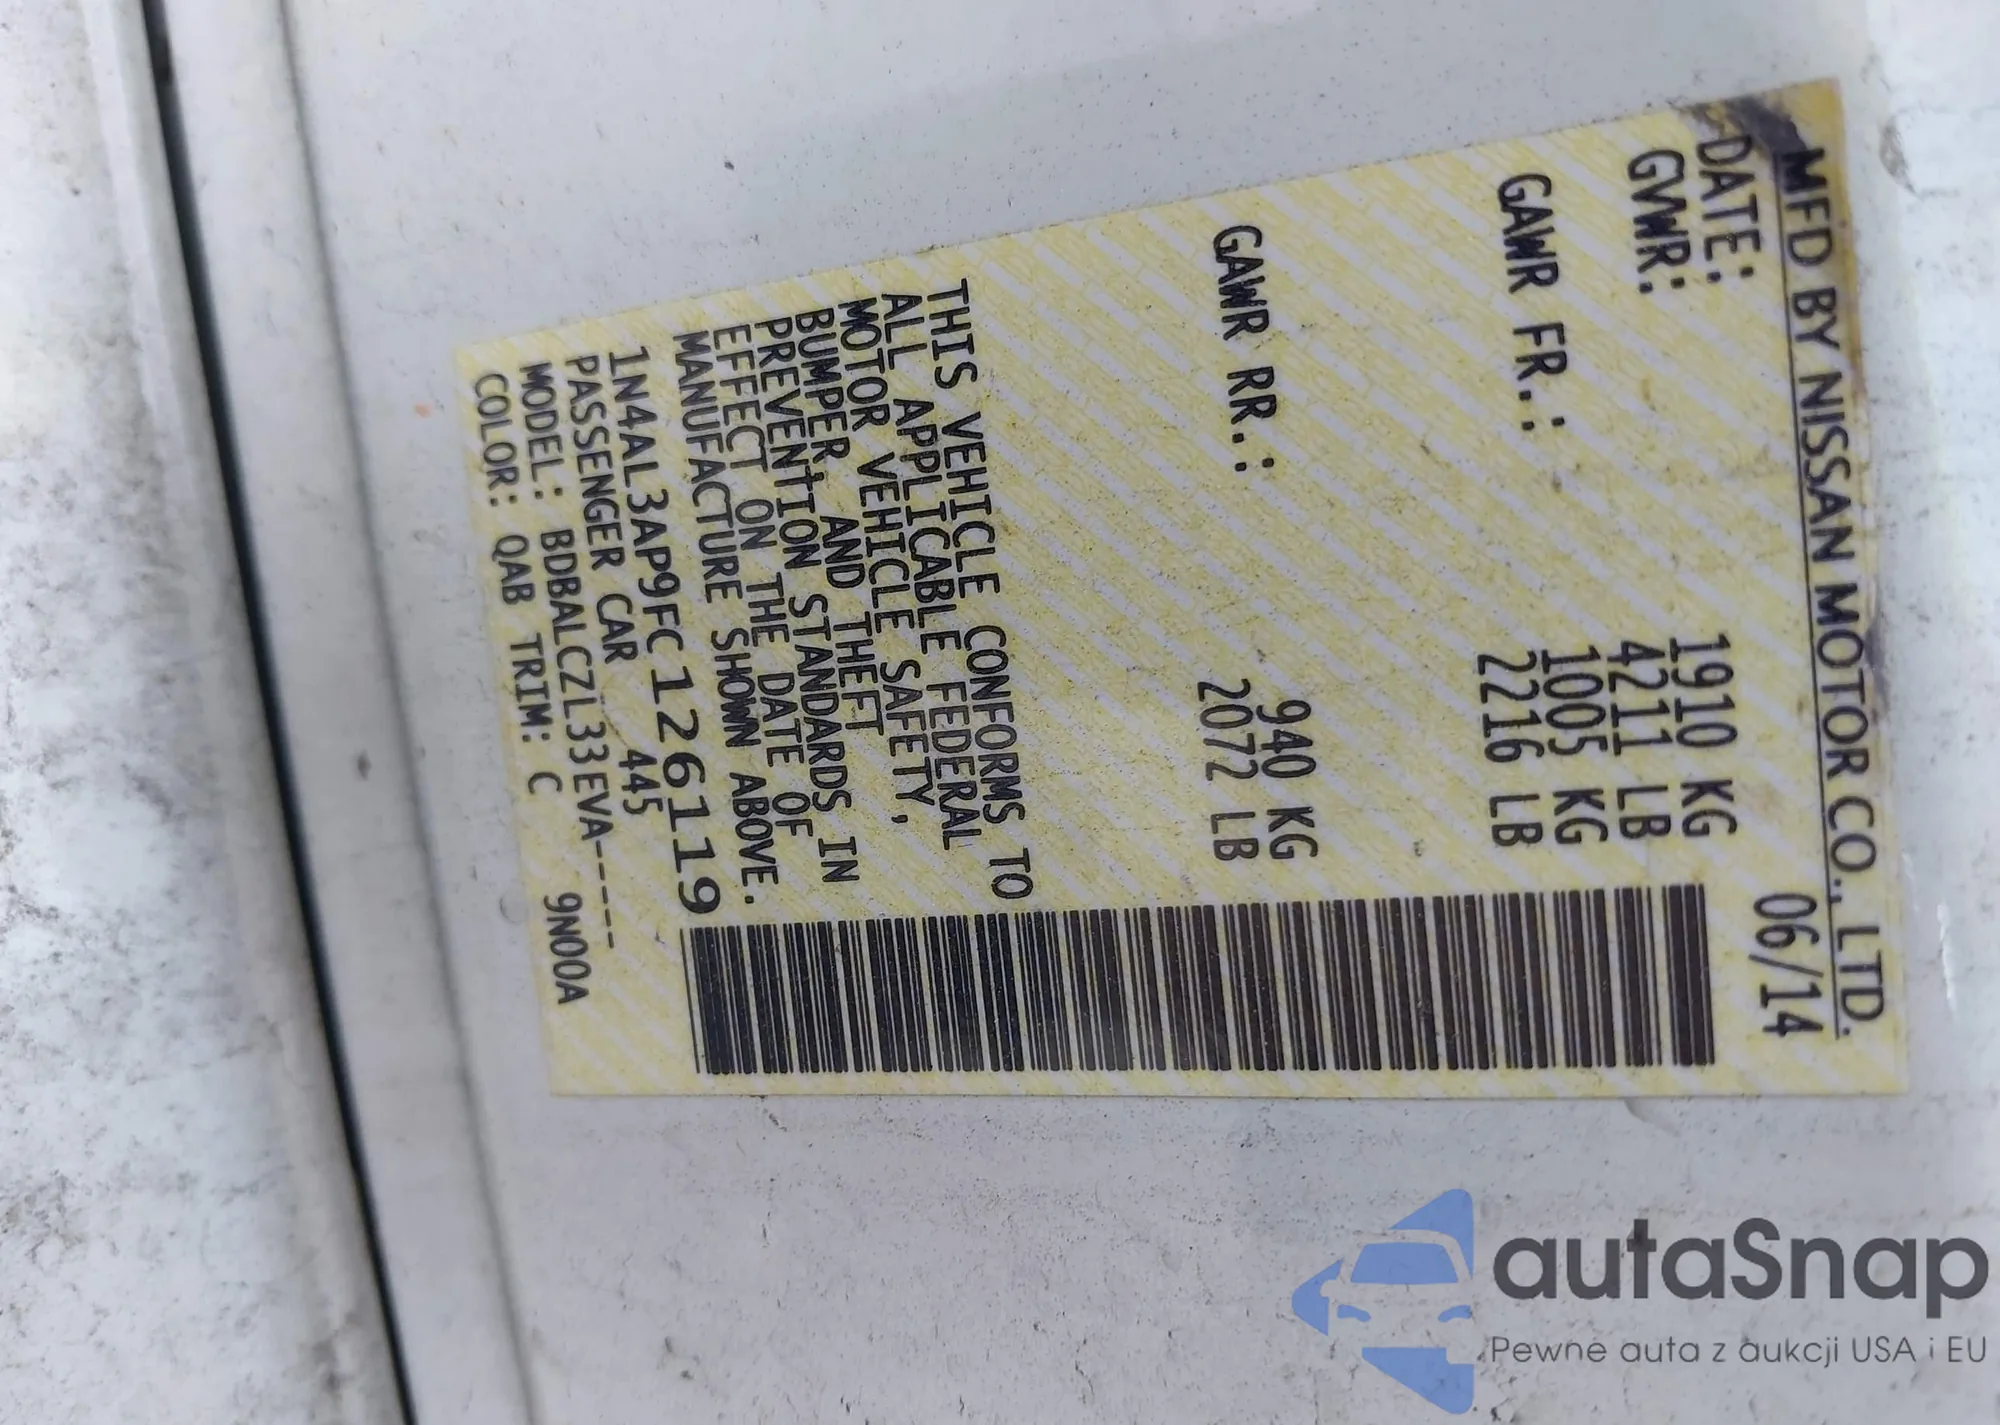 MFD BY NISSAN MOTOR CO., LTD.
DATE: 06/14
GVWR: 1910 KG
4211 LB
GAWR FR.: 1005 KG
2216 LB
GAWR RR.: 940 KG
2072 LB
THIS VEHICLE CONFORMS TO
ALL APPLICABLE FEDERAL
MOTOR VEHICLE SAFETY,
BUMPER, AND THEFT
PREVENTION STANDARDS IN
EFFECT ON THE DATE OF
MANUFACTURE SHOWN ABOVE.
1N4AL3AP9FC126119
PASSENGER CAR 445
MODEL: BDBALCZL33EVA-----
COLOR: QAB TRIM: C 9N00A
autaSnap
Pewne auta z aukcji USA i EU